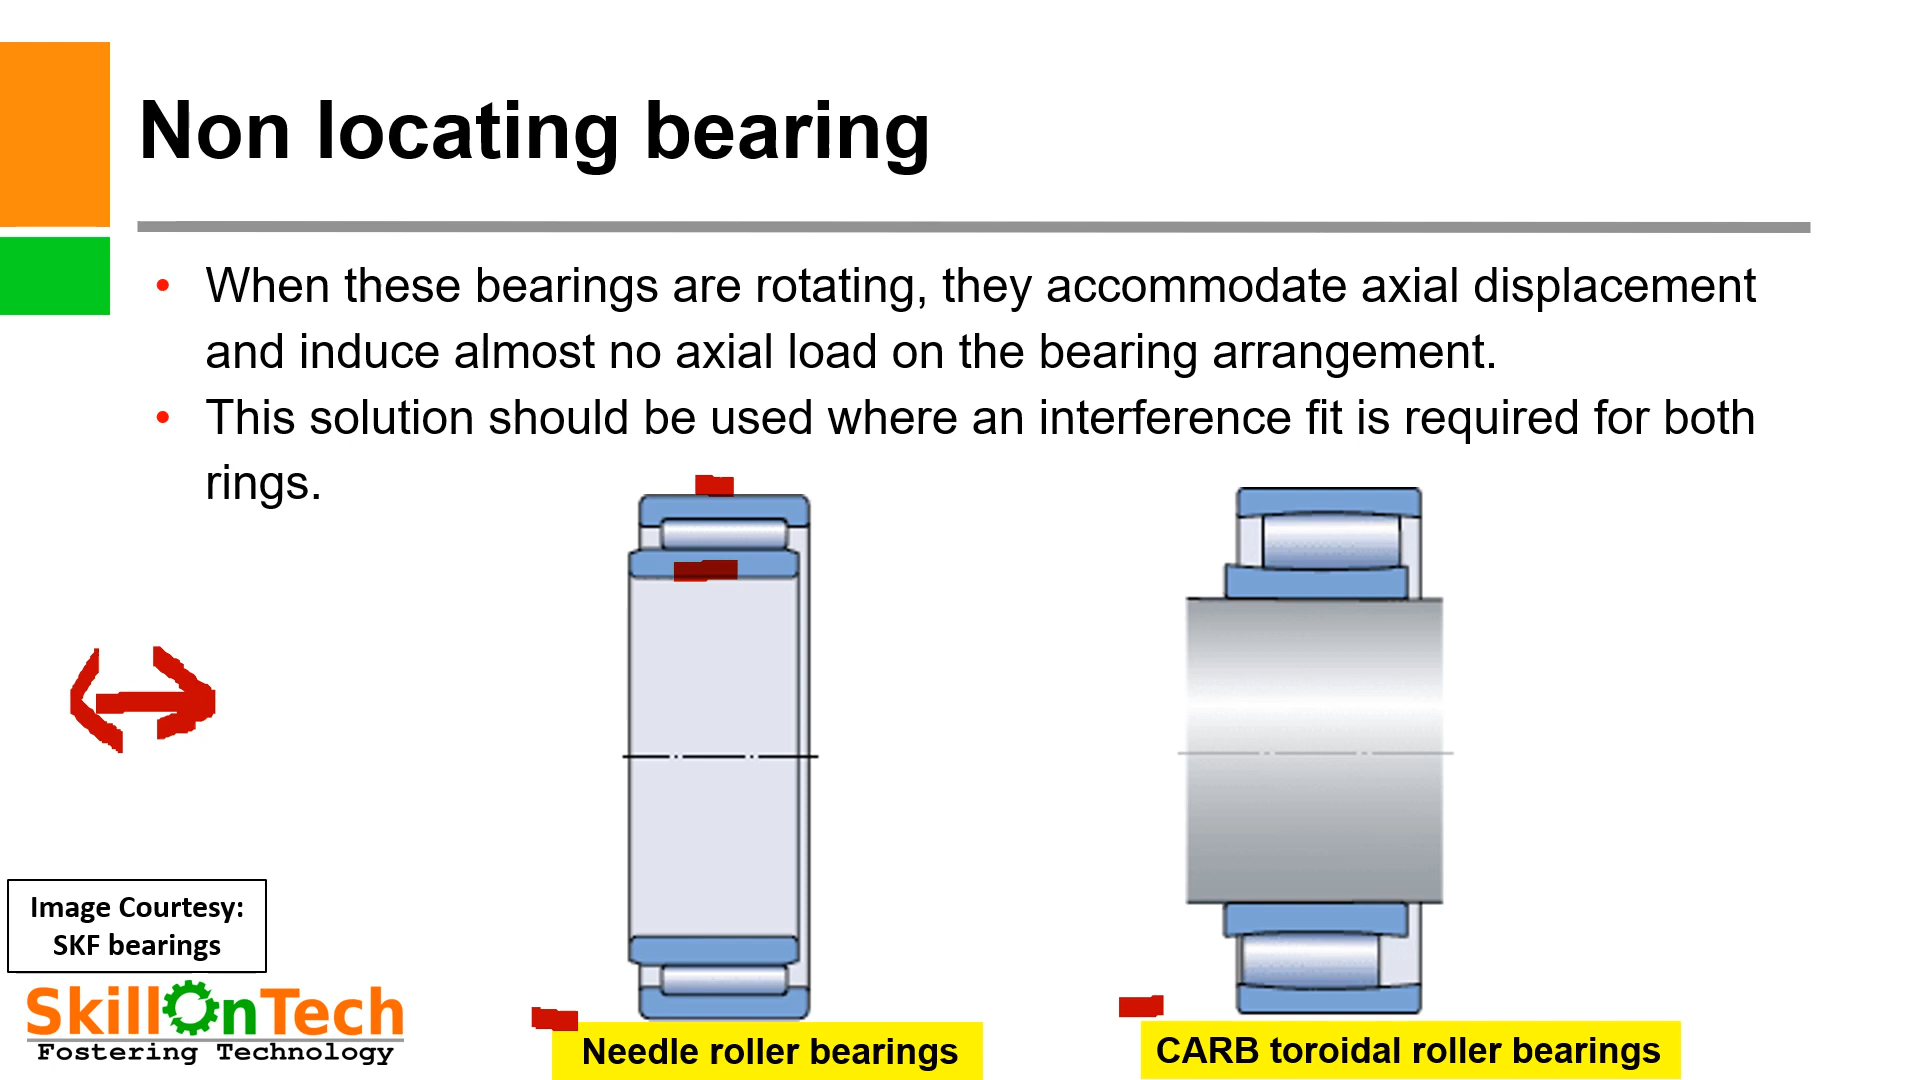 Non locating bearing
• When these bearings are rotating, they accommodate axial displacement
and induce almost no axial load on the bearing arrangement.
• This solution should be used where an interference fit is required for both
rings.
Image Courtesy:
SKF bearings
SkillOnTech
Fostering Technology
Needle roller bearings
CARB toroidal roller bearings